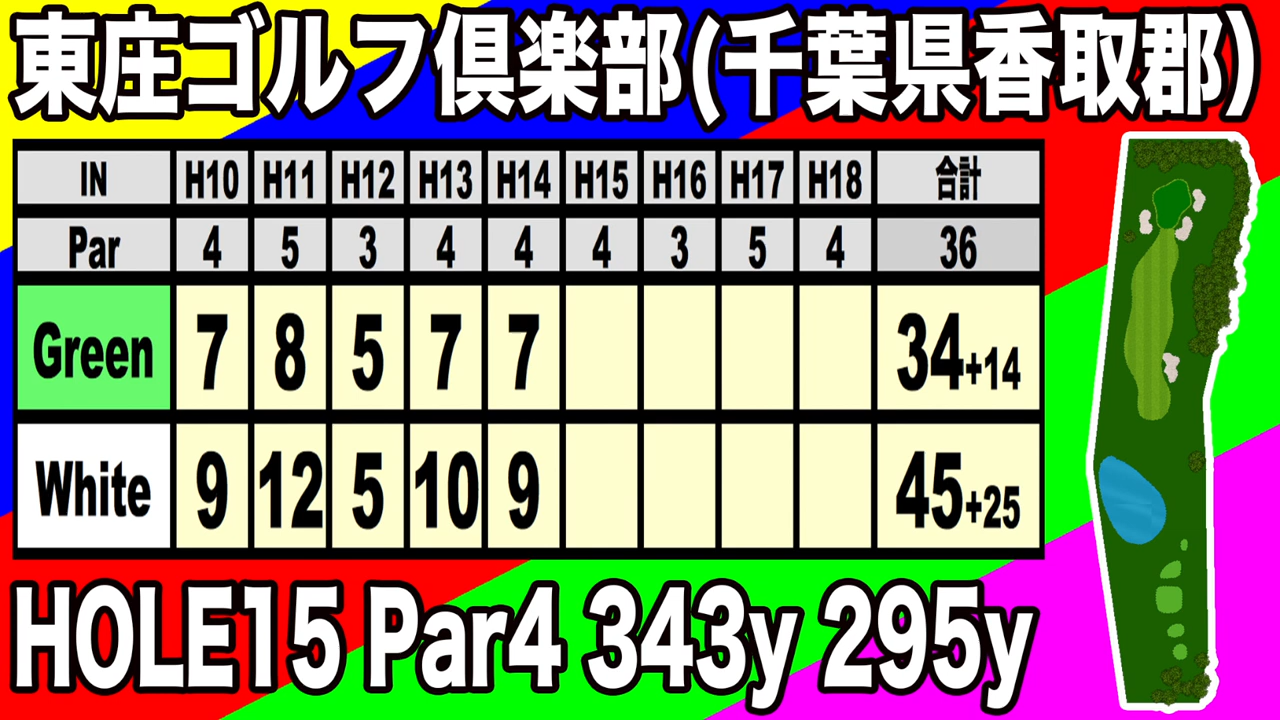 東庄ゴルフ倶楽部(千葉県香取郡)
IN H10 H11 H12 H13 H14 H15 H16 H17 H18 合計
Par 4 5 3 4 4 4 3 5 4 36
Green 7 8 5 7 7 34+14
White 9 12 5 10 9 45+25
HOLE15 Par4 343y 295y